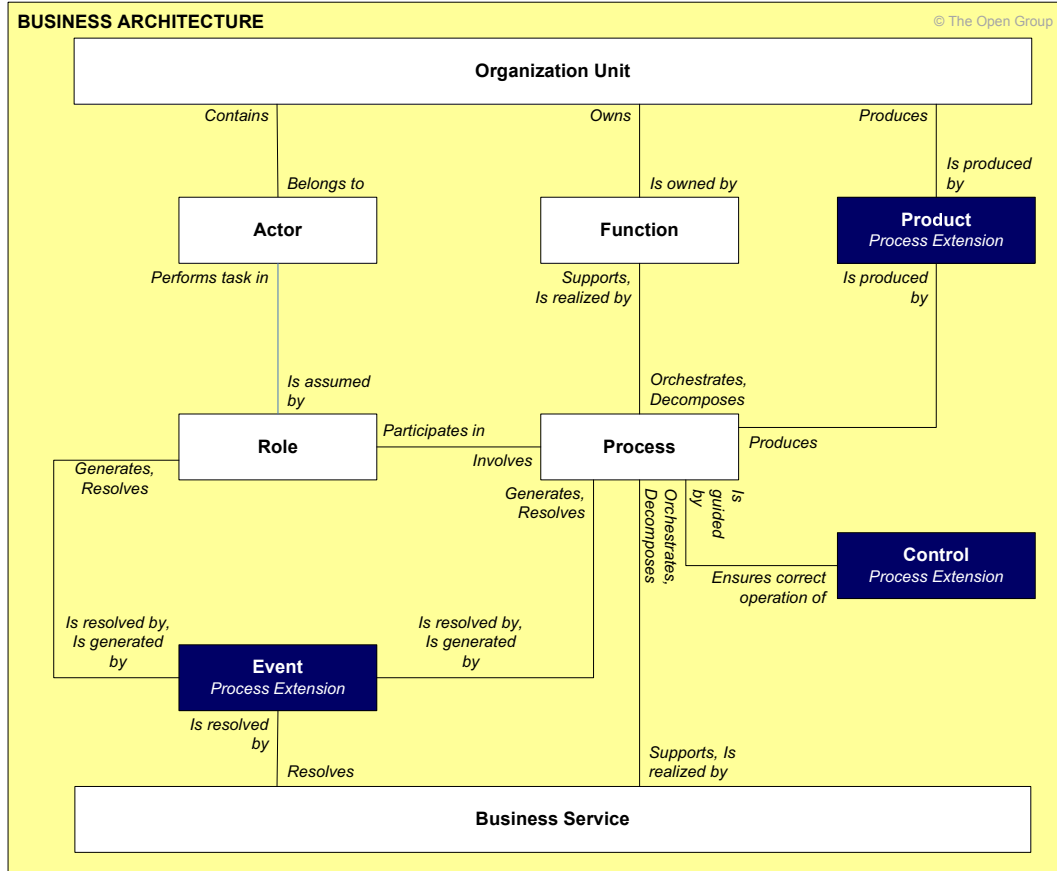 BUSINESS ARCHITECTURE
© The Open Group
Organization Unit
Contains
Owns
Produces
Belongs to
Is owned by
Is produced
by
Actor
Function
Product
Process Extension
Performs task in
Supports,
Is realized by
Is produced
by
Is assumed
by
Orchestrates,
Decomposes
Role
Participates in
Involves
Process
Produces
Generates,
Resolves
Generates,
Resolves
Orchestrates,
Decomposes
Is
guided
by
Ensures correct
operation of
Control
Process Extension
Is resolved by,
Is generated
by
Is resolved by,
Is generated
by
Event
Process Extension
Is resolved
by
Resolves
Supports, Is
realized by
Business Service